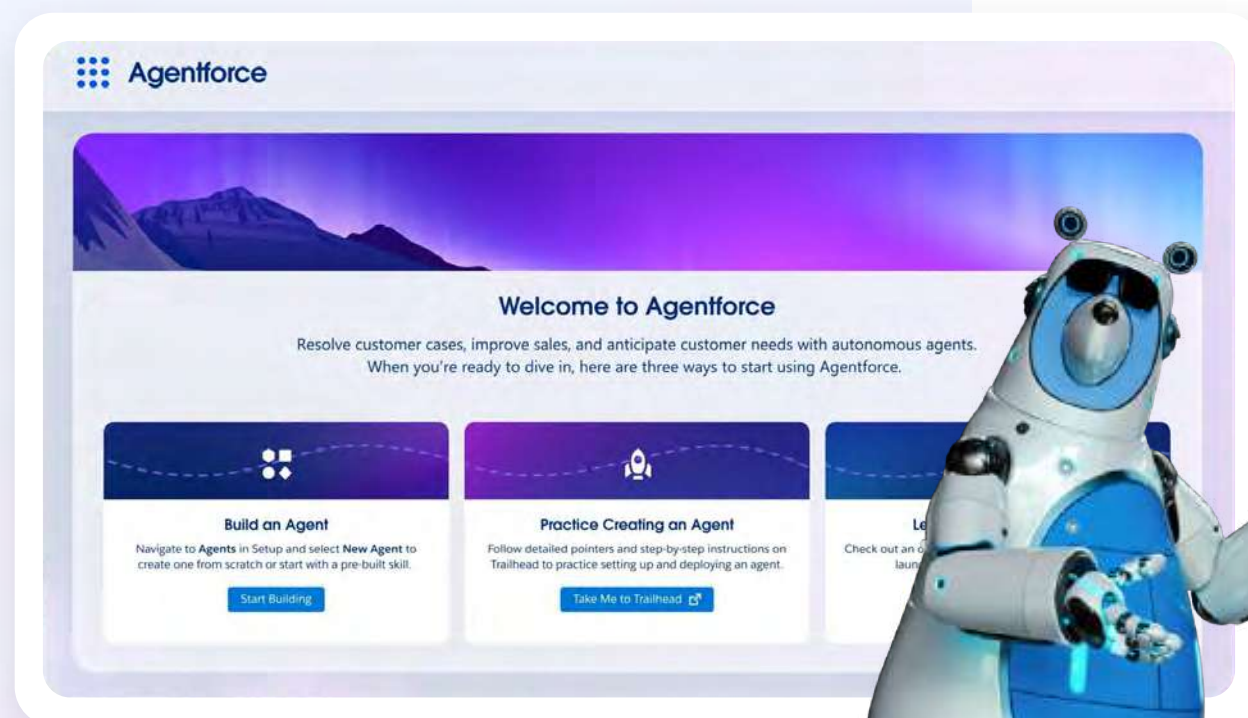 Agentforce
Welcome to Agentforce
Resolve customer cases, improve sales, and anticipate customer needs with autonomous agents.
When you're ready to dive in, here are three ways to start using Agentforce.
Build an Agent
Navigate to Agents in Setup and select New Agent to
create one from scratch or start with a pre-built skill.
Start Building
Practice Creating an Agent
Follow detailed pointers and step-by-step instructions on
Trailhead to practice setting up and deploying an agent.
Take Me to Trailhead
Check out an